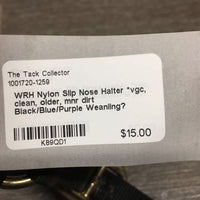 The Tack Collector
1001720-1259
WRH Nylon Slip Nose Halter *vgc,
clean, older, mnr dirt
Black/Blue/Purple Weanling?
$15.00
K89QD1